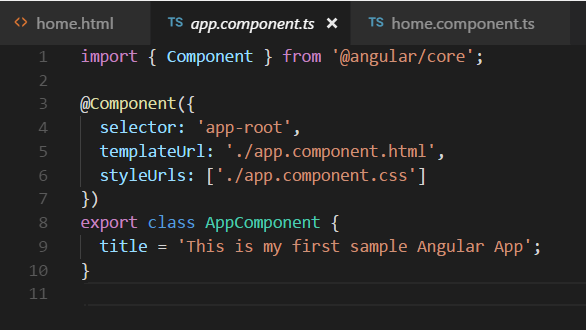 <> home.html TS app.component.ts × TS home.component.ts
1 import { Component } from '@angular/core';
2
3 @Component({
4   selector: 'app-root',
5   templateUrl: './app.component.html',
6   styleUrls: ['./app.component.css']
7 })
8 export class AppComponent {
9   title = 'This is my first sample Angular App';
10 }
11